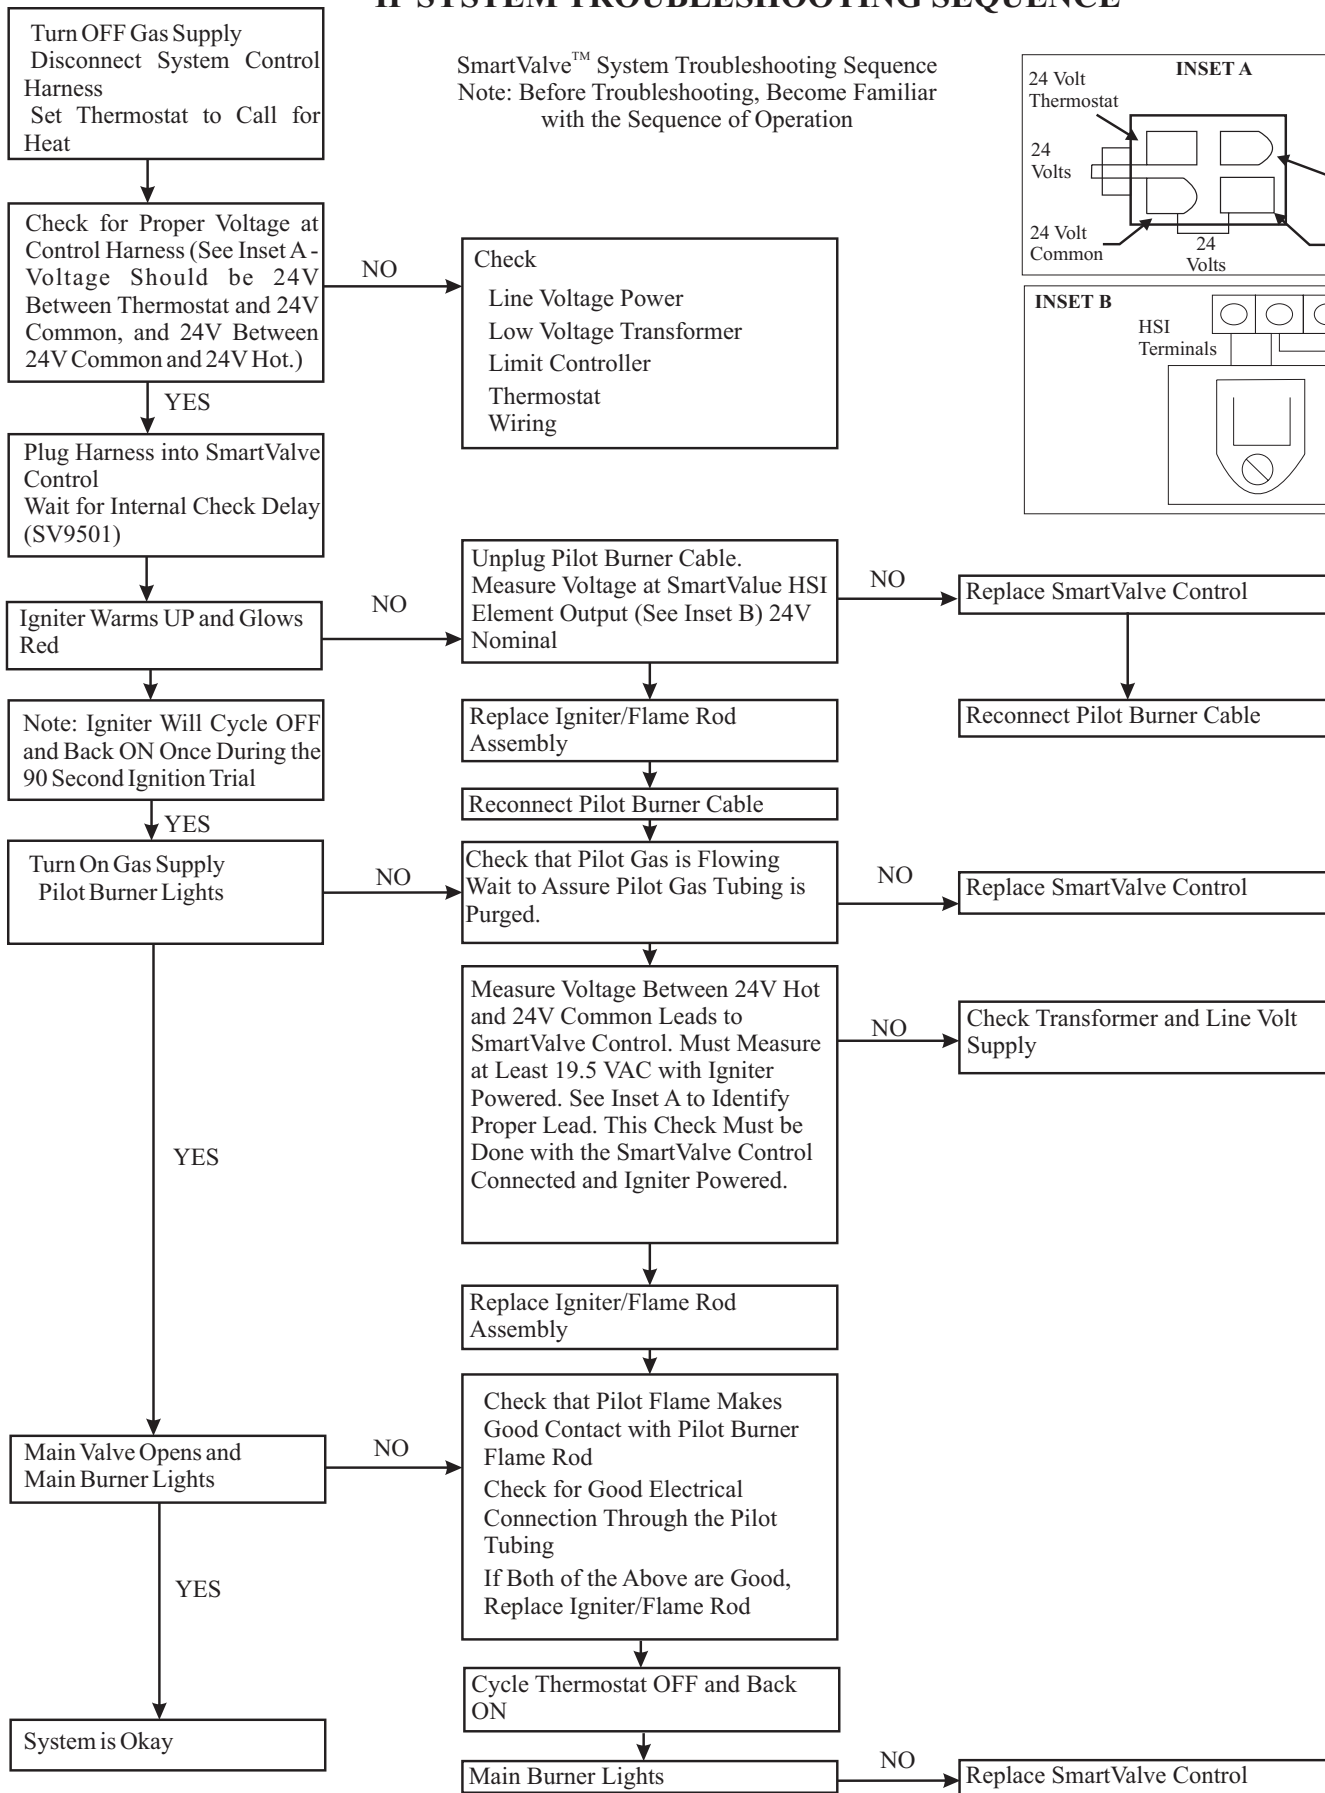 IP SYSTEM TROUBLESHOOTING SEQUENCE
SmartValve™ System Troubleshooting Sequence
Note: Before Troubleshooting, Become Familiar
with the Sequence of Operation
Turn OFF Gas Supply
Disconnect System Control
Harness
Set Thermostat to Call for
Heat
INSET A
24 Volt
Thermostat
24
Volts
24 Volt
Common
24
Volts
Check for Proper Voltage at
Control Harness (See Inset A -
Voltage Should be 24V
Between Thermostat and 24V
Common, and 24V Between
24V Common and 24V Hot.)
NO
Check
Line Voltage Power
Low Voltage Transformer
Limit Controller
Thermostat
Wiring
INSET B
HSI
Terminals
YES
Plug Harness into SmartValve
Control
Wait for Internal Check Delay
(SV9501)
Igniter Warms UP and Glows
Red
NO
Unplug Pilot Burner Cable.
Measure Voltage at SmartValue HSI
Element Output (See Inset B) 24V
Nominal
NO
Replace SmartValve Control
Reconnect Pilot Burner Cable
Note: Igniter Will Cycle OFF
and Back ON Once During the
90 Second Ignition Trial
Replace Igniter/Flame Rod
Assembly
Reconnect Pilot Burner Cable
YES
Turn On Gas Supply
Pilot Burner Lights
NO
Check that Pilot Gas is Flowing
Wait to Assure Pilot Gas Tubing is
Purged.
NO
Replace SmartValve Control
Measure Voltage Between 24V Hot
and 24V Common Leads to
SmartValve Control. Must Measure
at Least 19.5 VAC with Igniter
Powered. See Inset A to Identify
Proper Lead. This Check Must be
Done with the SmartValve Control
Connected and Igniter Powered.
NO
Check Transformer and Line Volt
Supply
YES
Replace Igniter/Flame Rod
Assembly
Main Valve Opens and
Main Burner Lights
NO
Check that Pilot Flame Makes
Good Contact with Pilot Burner
Flame Rod
Check for Good Electrical
Connection Through the Pilot
Tubing
If Both of the Above are Good,
Replace Igniter/Flame Rod
YES
Cycle Thermostat OFF and Back
ON
System is Okay
Main Burner Lights
NO
Replace SmartValve Control